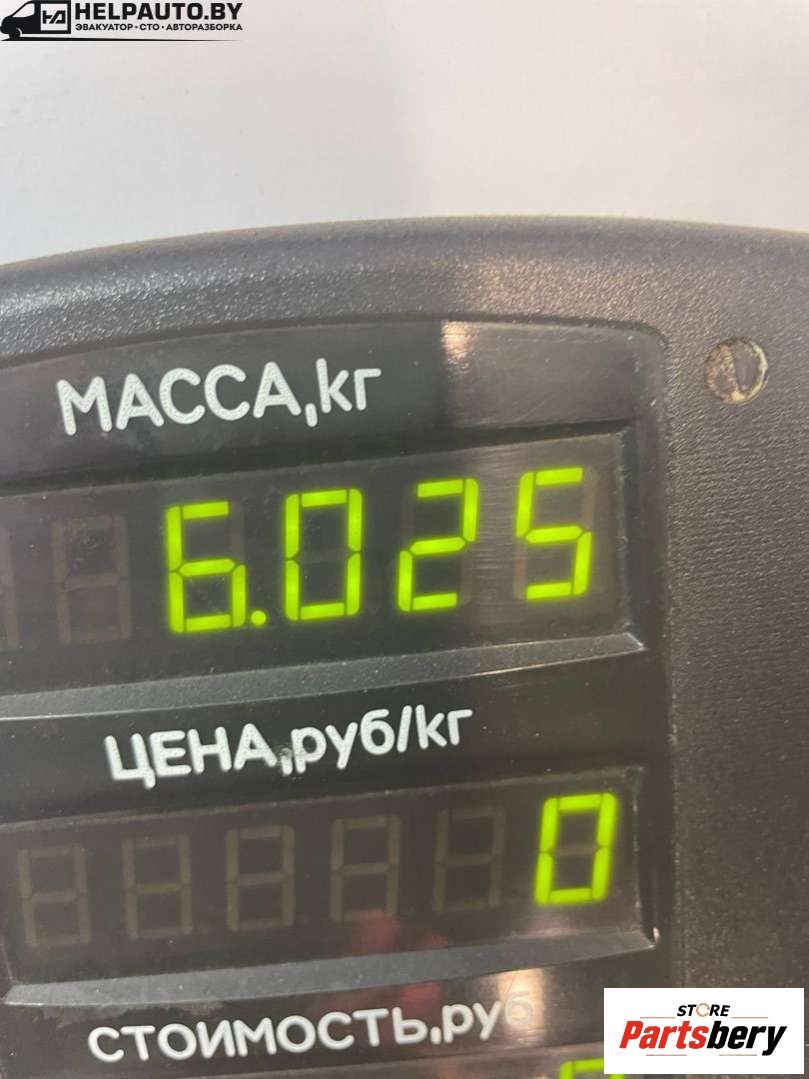 HELPAUTO.BY
ЭВАКУАТОР • СТО • АВТОРАЗБОРКА
МАССА,кг
6.025
ЦЕНА,руб/кг
0
СТОИМОСТЬ,руб
STORE
Partsbery